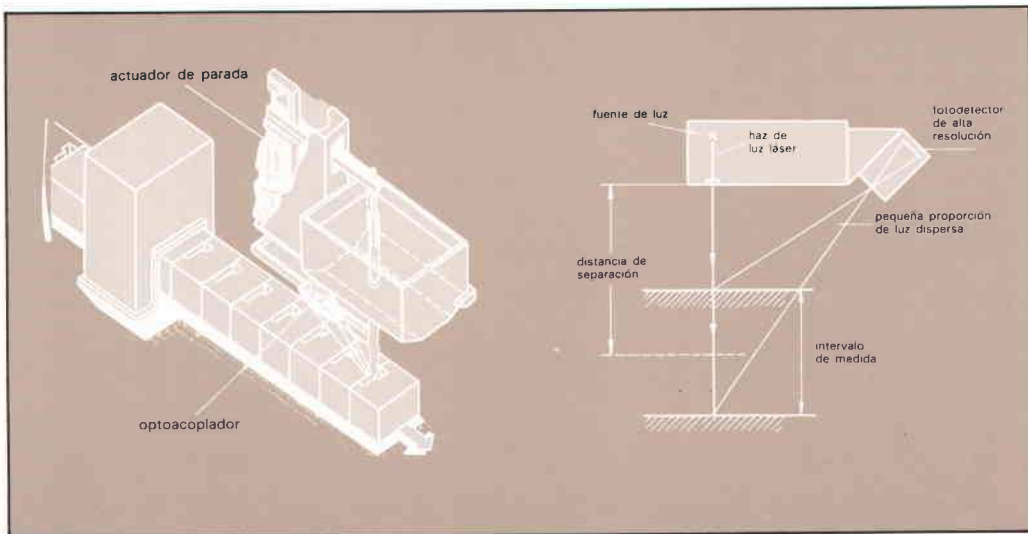 actuador de parada
optoacoplador
fuente de luz
haz de
luz láser
fotodetector
de alta
resolución
pequeña proporción
de luz dispersa
distancia de
separación
intervalo
de medida